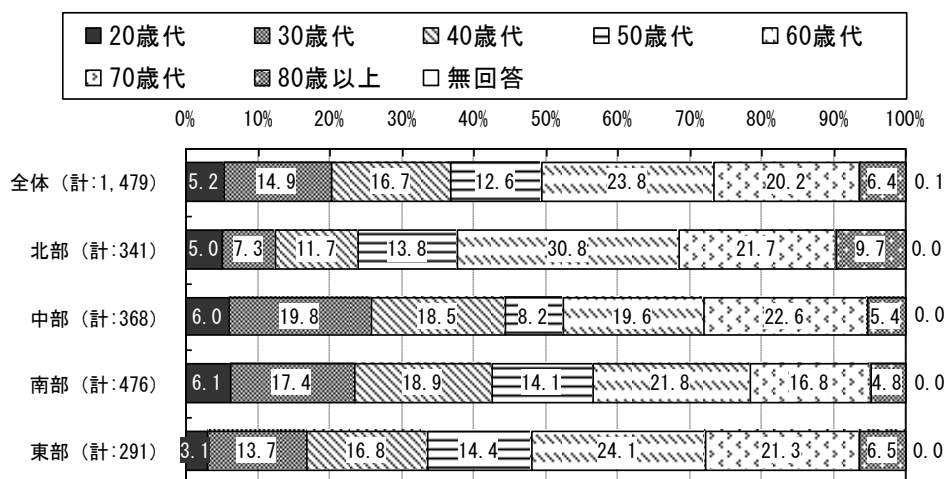 20歳代 30歳代 40歳代 50歳代 60歳代
70歳代 80歳以上 無回答
0% 10% 20% 30% 40% 50% 60% 70% 80% 90% 100%
全体 (計:1,479) 5.2 14.9 16.7 12.6 23.8 20.2 6.4 0.1
北部 (計:341) 5.0 7.3 11.7 13.8 30.8 21.7 9.7 0.0
中部 (計:368) 6.0 19.8 18.5 8.2 19.6 22.6 5.4 0.0
南部 (計:476) 6.1 17.4 18.9 14.1 21.8 16.8 4.8 0.0
東部 (計:291) 3.1 13.7 16.8 14.4 24.1 21.3 6.5 0.0